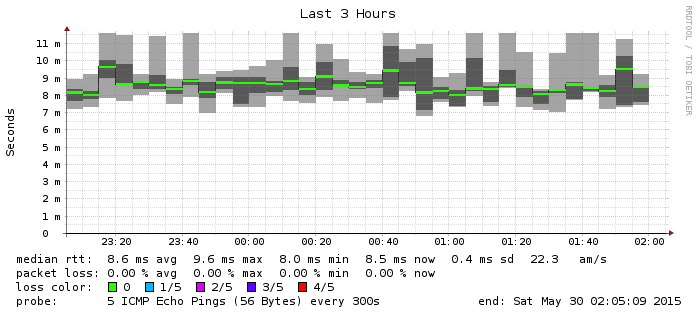 Last 3 Hours
RRDTOOL / TOBI OETIKER
Seconds
11 m
10 m
9 m
8 m
7 m
6 m
5 m
4 m
3 m
2 m
1 m
0
23:20 23:40 00:00 00:20 00:40 01:00 01:20 01:40 02:00
median rtt: 8.6 ms avg 9.6 ms max 8.0 ms min 8.5 ms now 0.4 ms sd 22.3 am/s
packet loss: 0.00 % avg 0.00 % max 0.00 % min 0.00 % now
loss color: 0 1/5 2/5 3/5 4/5
probe: 5 ICMP Echo Pings (56 Bytes) every 300s end: Sat May 30 02:05:09 2015